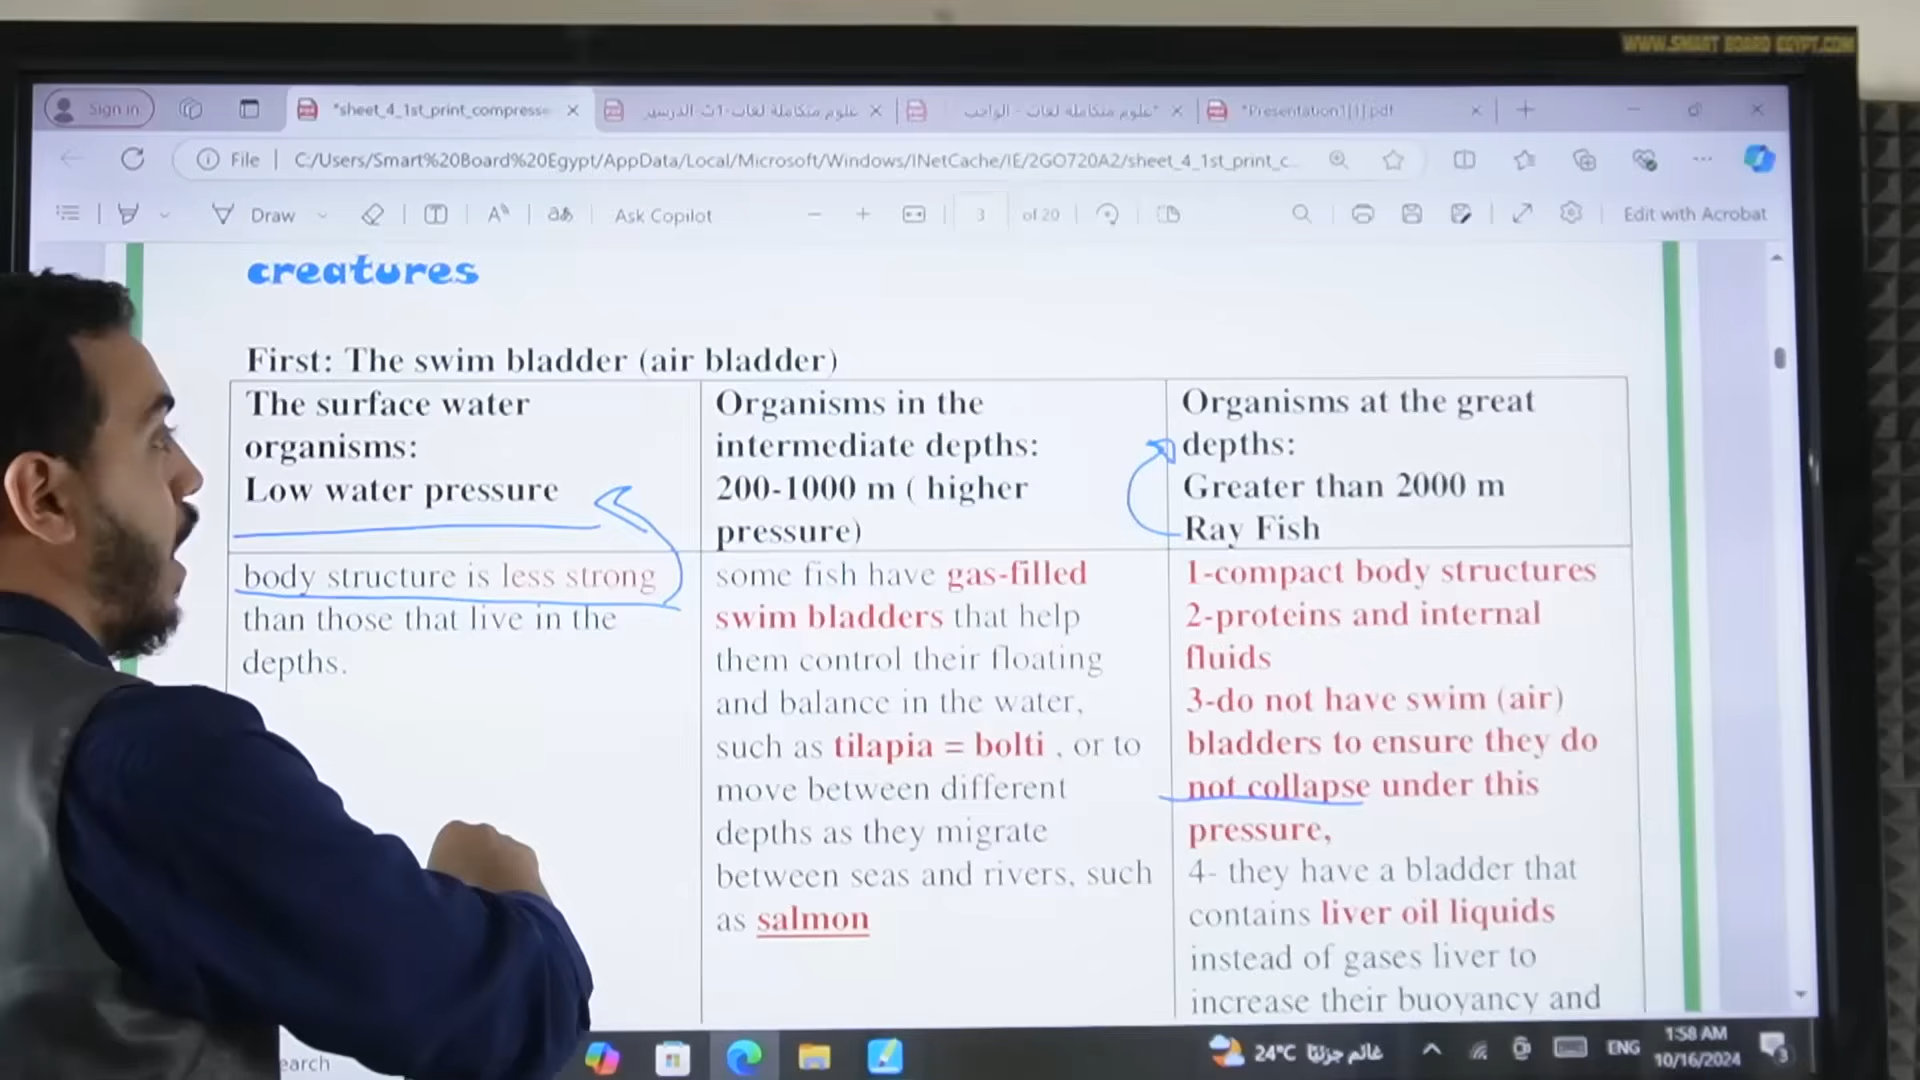 WWW.SMART BOARD EGYPT.COM
Sign in
*sheet_4_1st_print_compresse
علوم متكاملة لغات-1ث-الدرسير
"علوم متكاملة لغات - الواجب
*Presentation1[1].pdf
File
C:/Users/Smart%20Board%20Egypt/AppData/Local/Microsoft/Windows/INetCache/IE/2GO720A2/sheet_4_1st_print_c...
Draw
Ask Copilot
3 of 20
Edit with Acrobat
creatures
First: The swim bladder (air bladder)
The surface water
organisms:
Low water pressure
Organisms in the
intermediate depths:
200-1000 m ( higher
pressure)
Organisms at the great
depths:
Greater than 2000 m
Ray Fish
body structure is less strong
than those that live in the
depths.
some fish have gas-filled
swim bladders that help
them control their floating
and balance in the water,
such as tilapia = bolti , or to
move between different
depths as they migrate
between seas and rivers, such
as salmon
1-compact body structures
2-proteins and internal
fluids
3-do not have swim (air)
bladders to ensure they do
not collapse under this
pressure,
4- they have a bladder that
contains liver oil liquids
instead of gases liver to
increase their buoyancy and
earch
24°C غائم جزئيًا
ENG
1:58 AM
10/16/2024
3